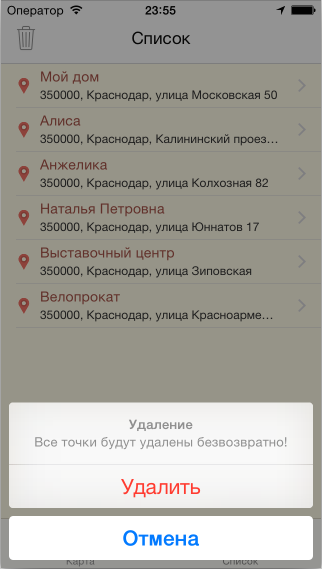 Оператор 23:55
Список
Мой дом
350000, Краснодар, улица Московская 50
Алиса
350000, Краснодар, Калининский проез...
Анжелика
350000, Краснодар, улица Колхозная 82
Наталья Петровна
350000, Краснодар, улица Юннатов 17
Выставочный центр
350000, Краснодар, улица Зиповская
Велопрокат
350000, Краснодар, улица Красноарме...
Удаление
Все точки будут удалены безвозвратно!
Удалить
Отмена
Карта Список